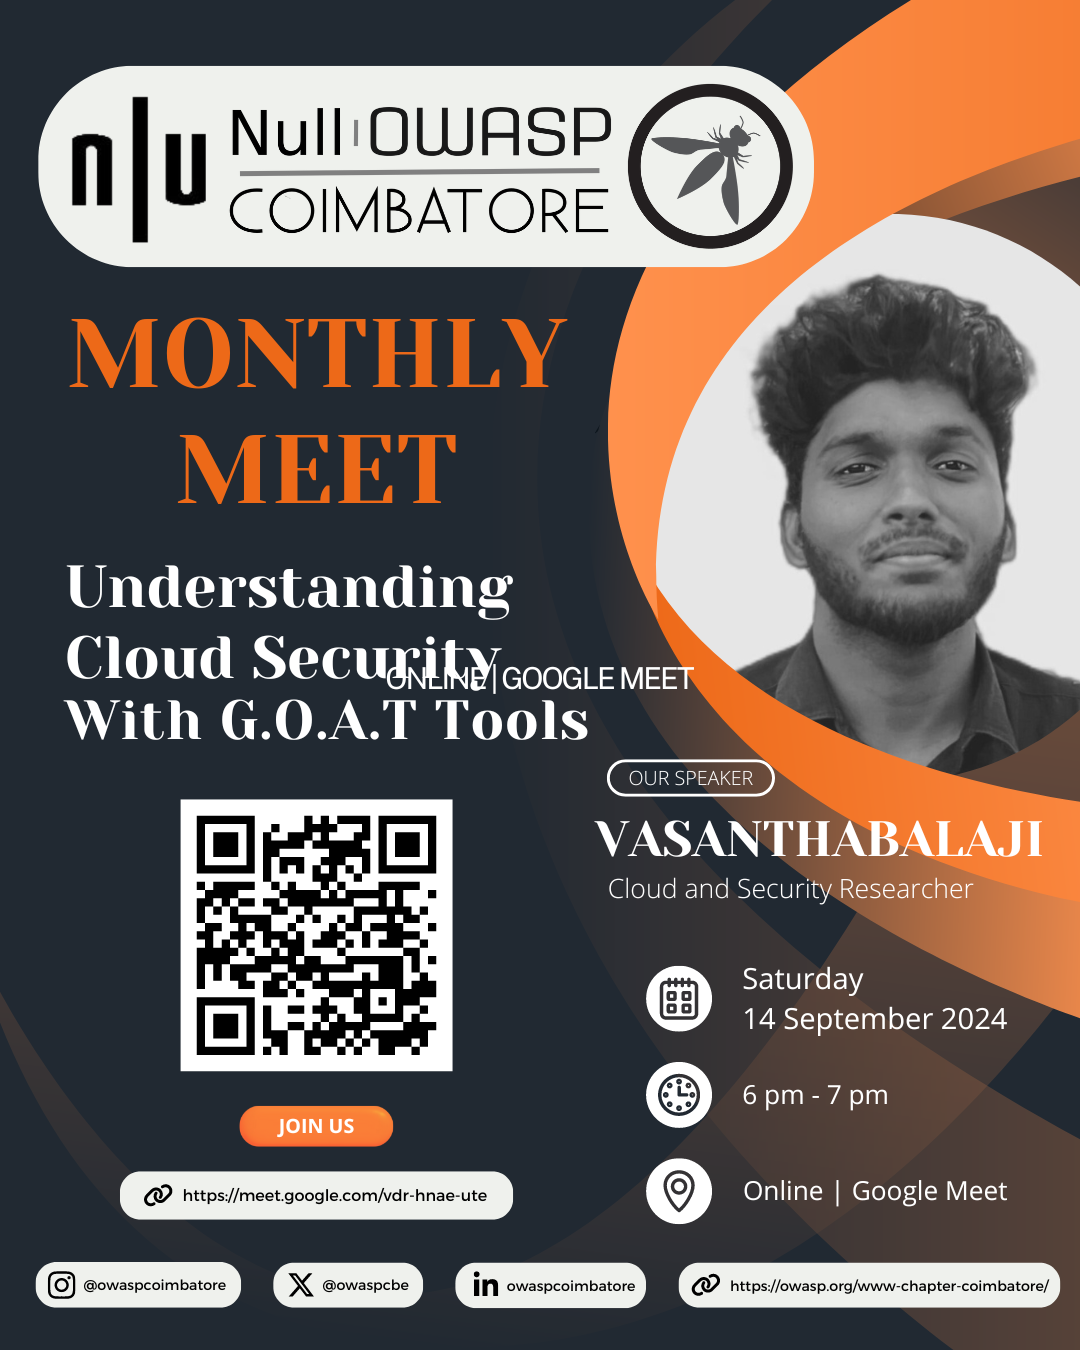 n|u
Null OWASP
COIMBATORE
MONTHLY
MEET
Understanding
Cloud Security
ONLINE | GOOGLE MEET
With G.O.A.T Tools
OUR SPEAKER
VASANTHABALAJI
Cloud and Security Researcher
Saturday
14 September 2024
6 pm - 7 pm
Online | Google Meet
JOIN US
https://meet.google.com/vdr-hnae-ute
@owaspcoimbatore
@owaspcbe
owaspcoimbatore
https://owasp.org/www-chapter-coimbatore/